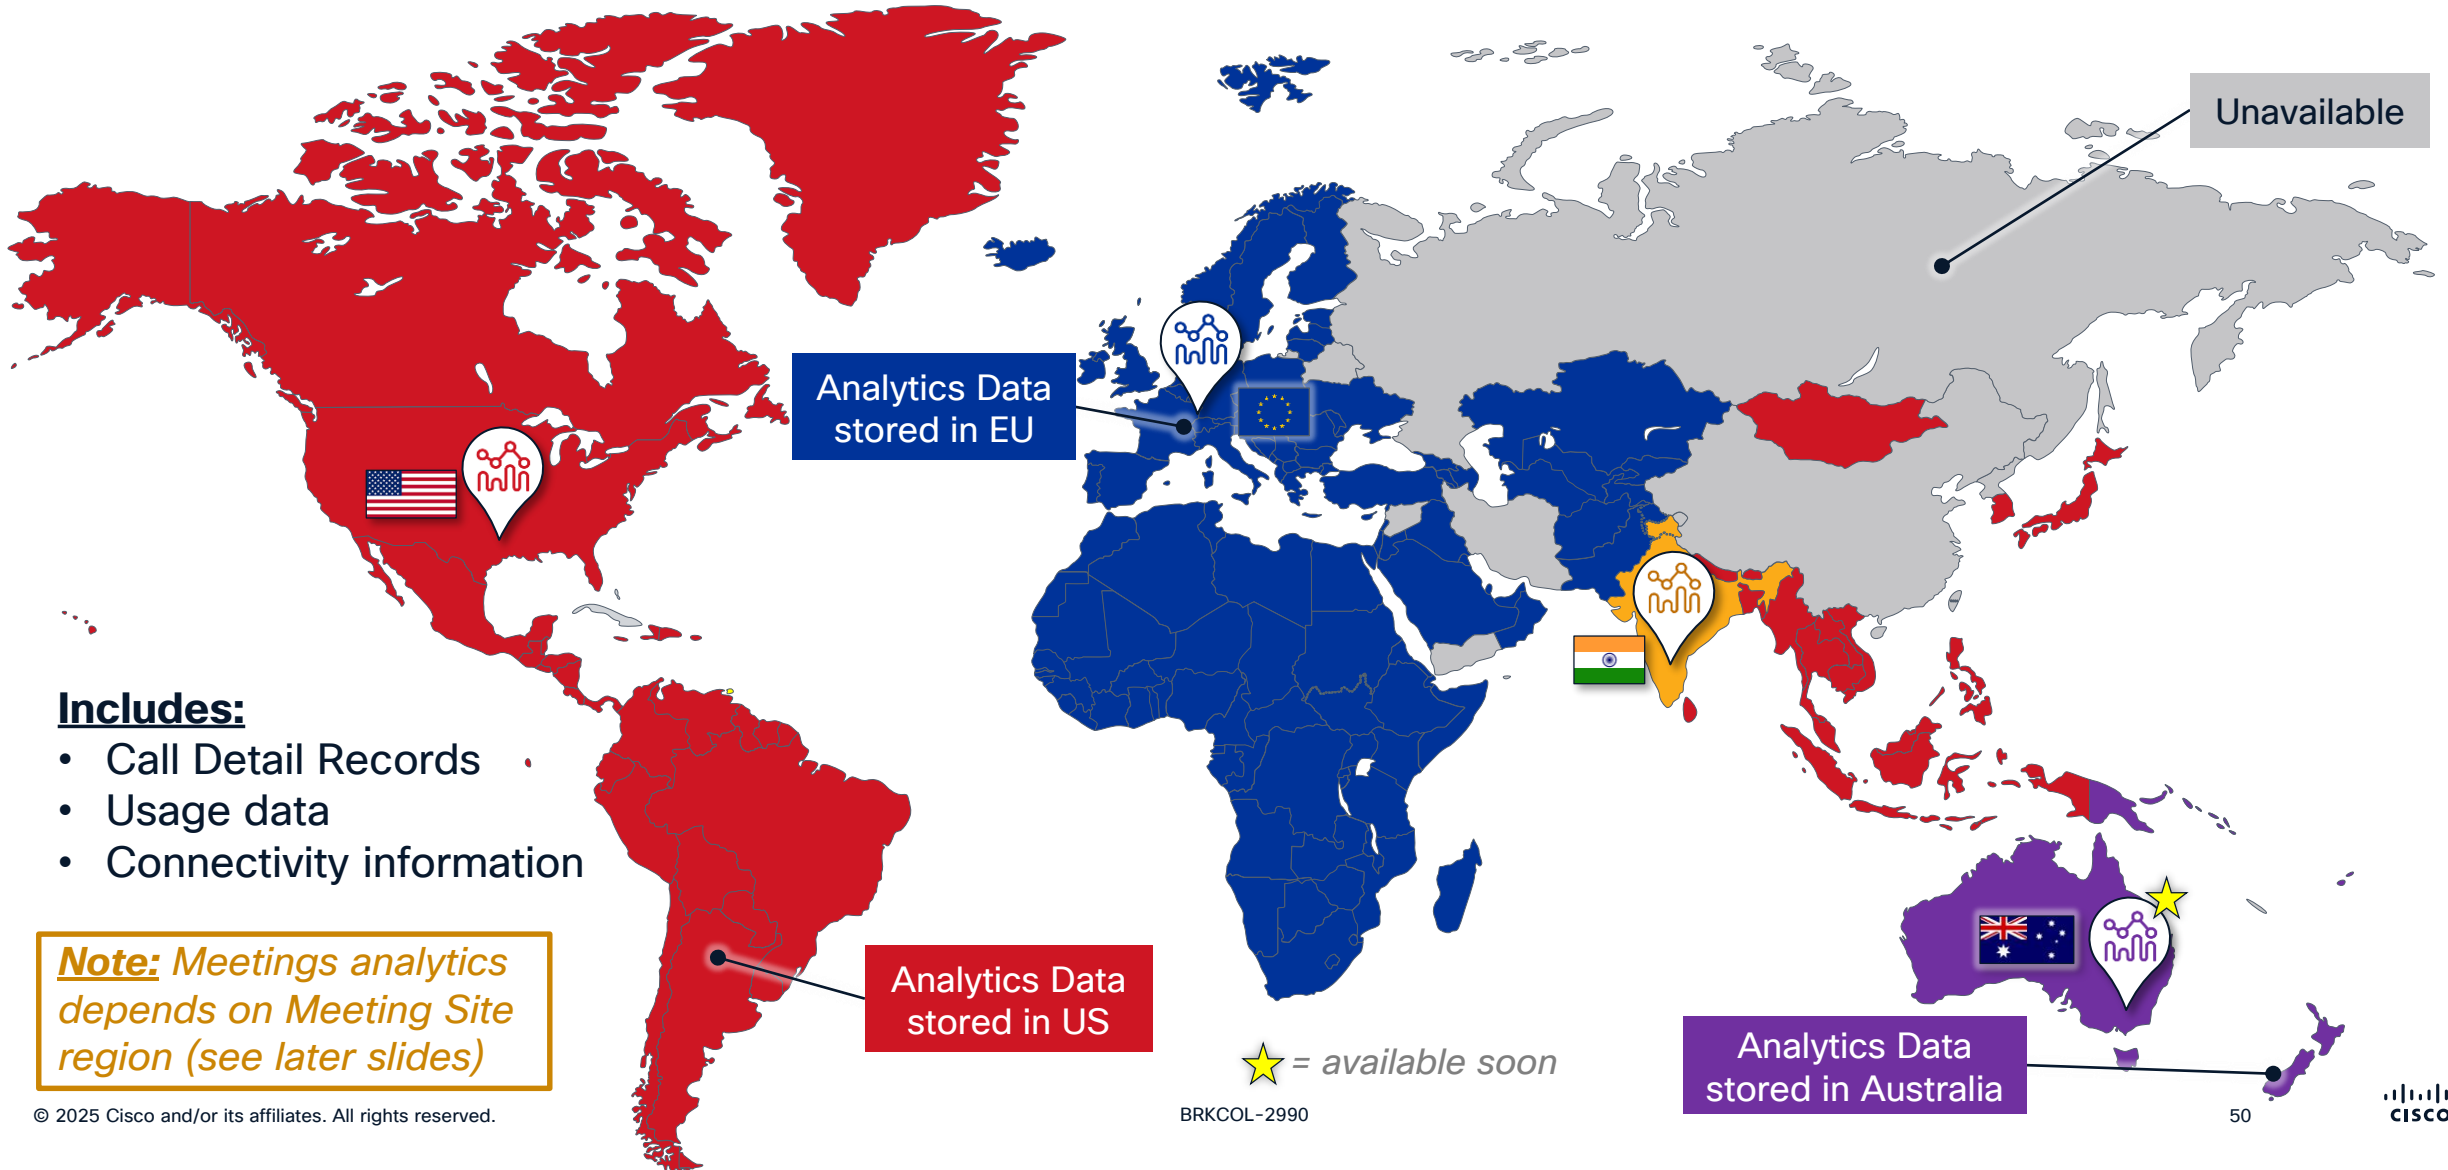 Unavailable
Analytics Data
stored in EU
Includes:
• Call Detail Records
• Usage data
• Connectivity information
Note: Meetings analytics
depends on Meeting Site
region (see later slides)
Analytics Data
stored in US
= available soon
Analytics Data
stored in Australia
© 2025 Cisco and/or its affiliates. All rights reserved.
BRKCOL-2990
50
CISCO